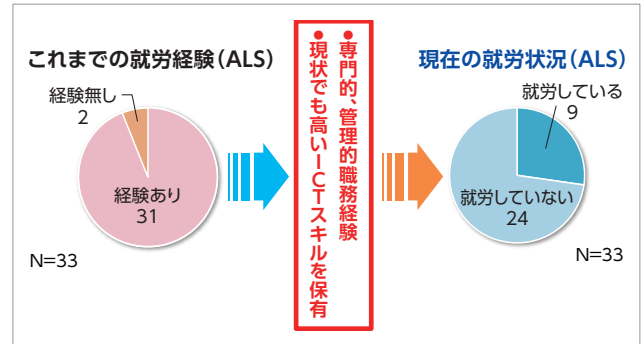 これまでの就労経験（ALS）
経験無し
2
経験あり
31
N=33
● 専門的、管理的職務経験
● 現状でも高いICTスキルを保有
現在の就労状況（ALS）
就労している
9
就労していない
24
N=33